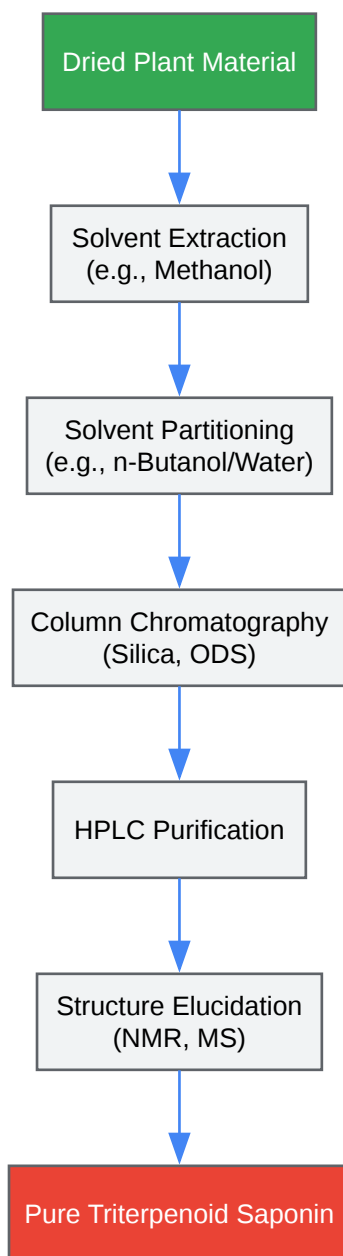 Dried Plant Material
Solvent Extraction
(e.g., Methanol)
Solvent Partitioning
(e.g., n-Butanol/Water)
Column Chromatography
(Silica, ODS)
HPLC Purification
Structure Elucidation
(NMR, MS)
Pure Triterpenoid Saponin